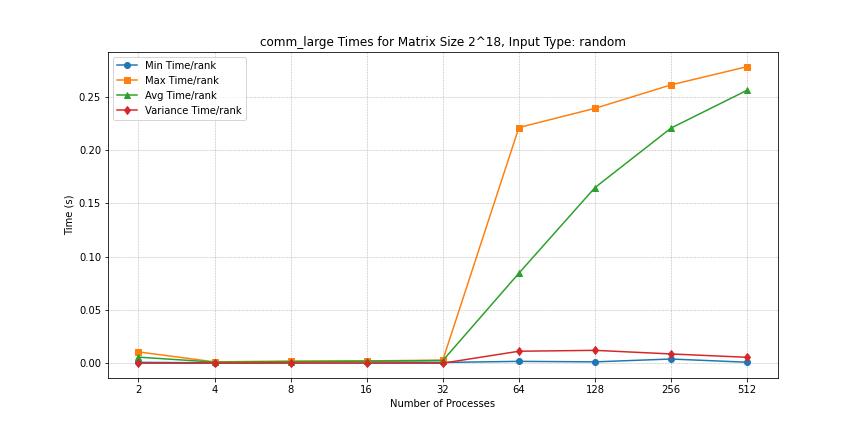 comm_large Times for Matrix Size 2^18, Input Type: random
Min Time/rank
Max Time/rank
Avg Time/rank
Variance Time/rank
Time (s)
0.25
0.20
0.15
0.10
0.05
0.00
2 4 8 16 32 64 128 256 512
Number of Processes